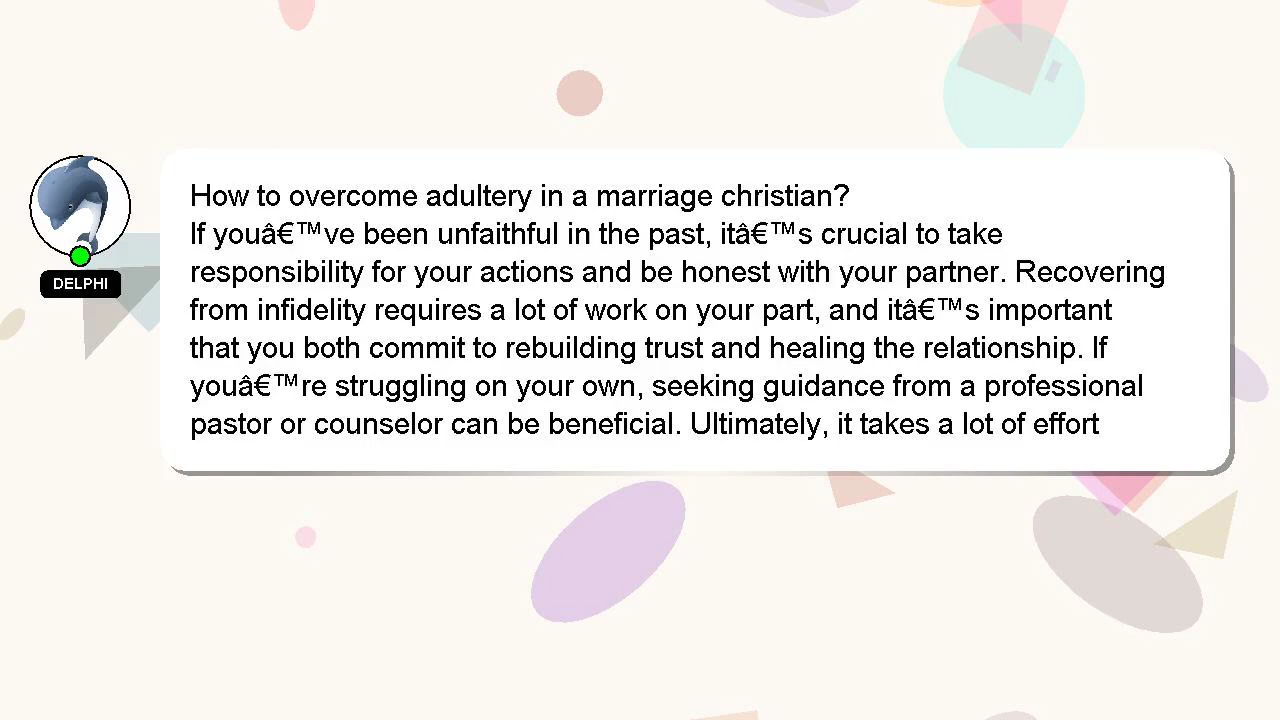 How to overcome adultery in a marriage christian?
If youâ€™ve been unfaithful in the past, itâ€™s crucial to take
responsibility for your actions and be honest with your partner. Recovering
from infidelity requires a lot of work on your part, and itâ€™s important
that you both commit to rebuilding trust and healing the relationship. If
youâ€™re struggling on your own, seeking guidance from a professional
pastor or counselor can be beneficial. Ultimately, it takes a lot of effort
DELPHI